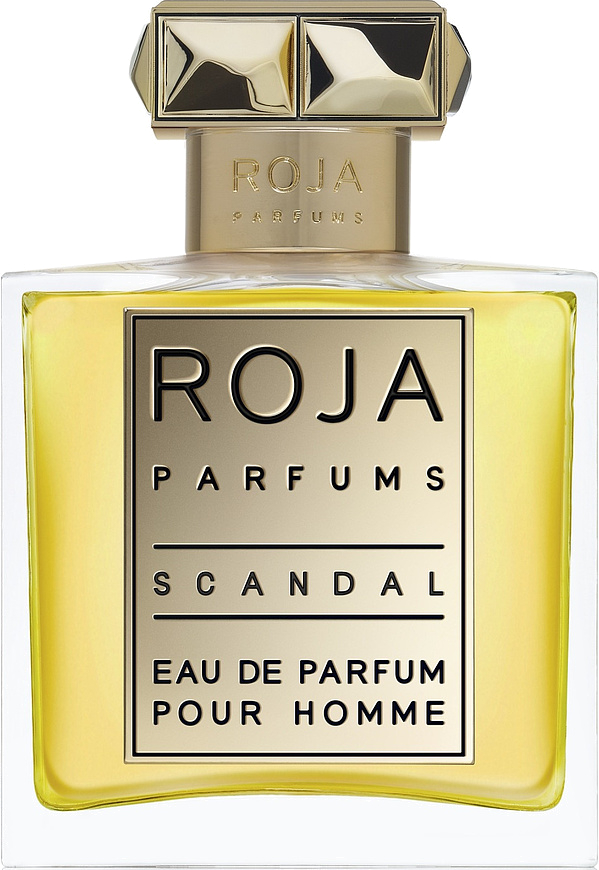 ROJA
PARFUMS
ROJA
PARFUMS
SCANDAL
EAU DE PARFUM
POUR HOMME